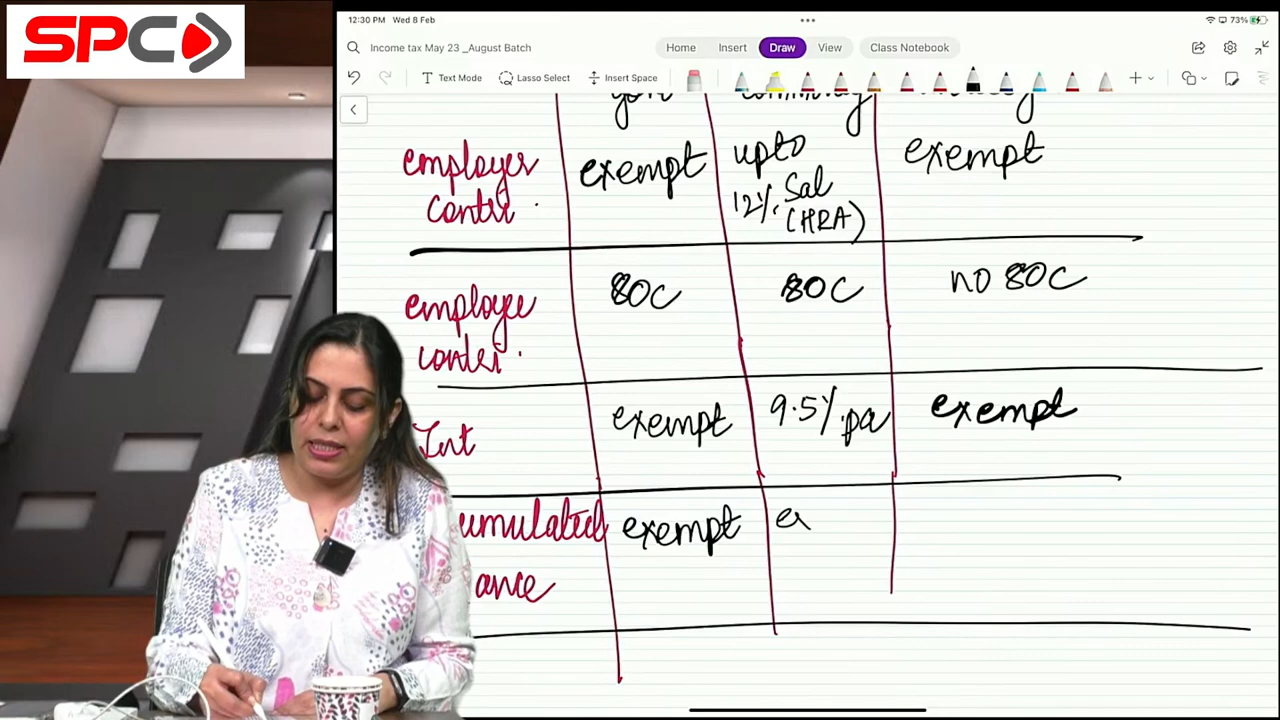 SPC
12:30 PM Wed 8 Feb
73%
Income tax May 23 _August Batch
Home Insert Draw View Class Notebook
Text Mode Lasso Select Insert Space
employer exempt upto exempt
contri. 12%. Sal
(HRA)
employee 80C 80C no 80C
contri.
Int exempt 9.5%.pa exempt
umulated exempt ex
ance